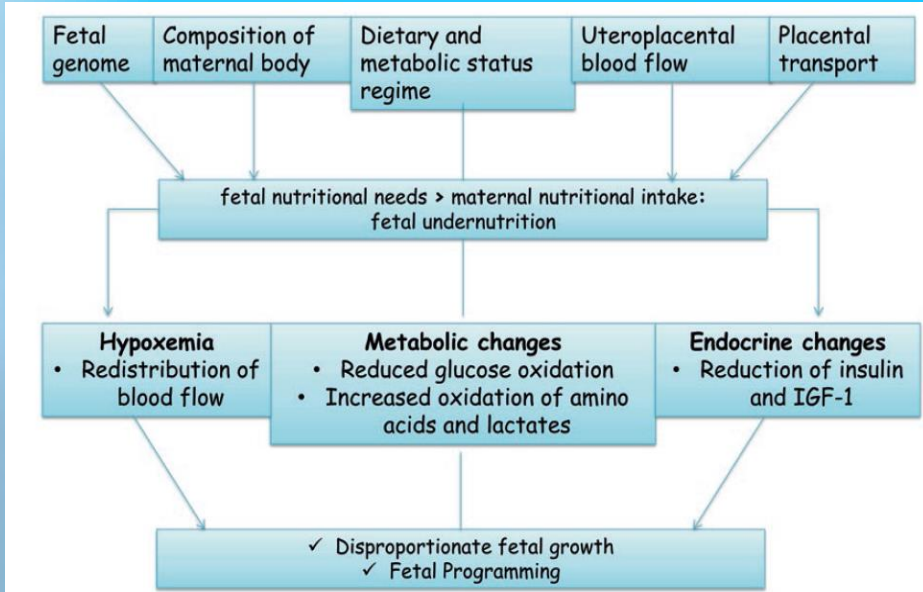 Fetal
genome
Composition of
maternal body
Dietary and
metabolic status
regime
Uteroplacental
blood flow
Placental
transport
fetal nutritional needs > maternal nutritional intake:
fetal undernutrition
Hypoxemia
• Redistribution of
blood flow
Metabolic changes
• Reduced glucose oxidation
• Increased oxidation of amino
acids and lactates
Endocrine changes
• Reduction of insulin
and IGF-1
✓ Disproportionate fetal growth
✓ Fetal Programming